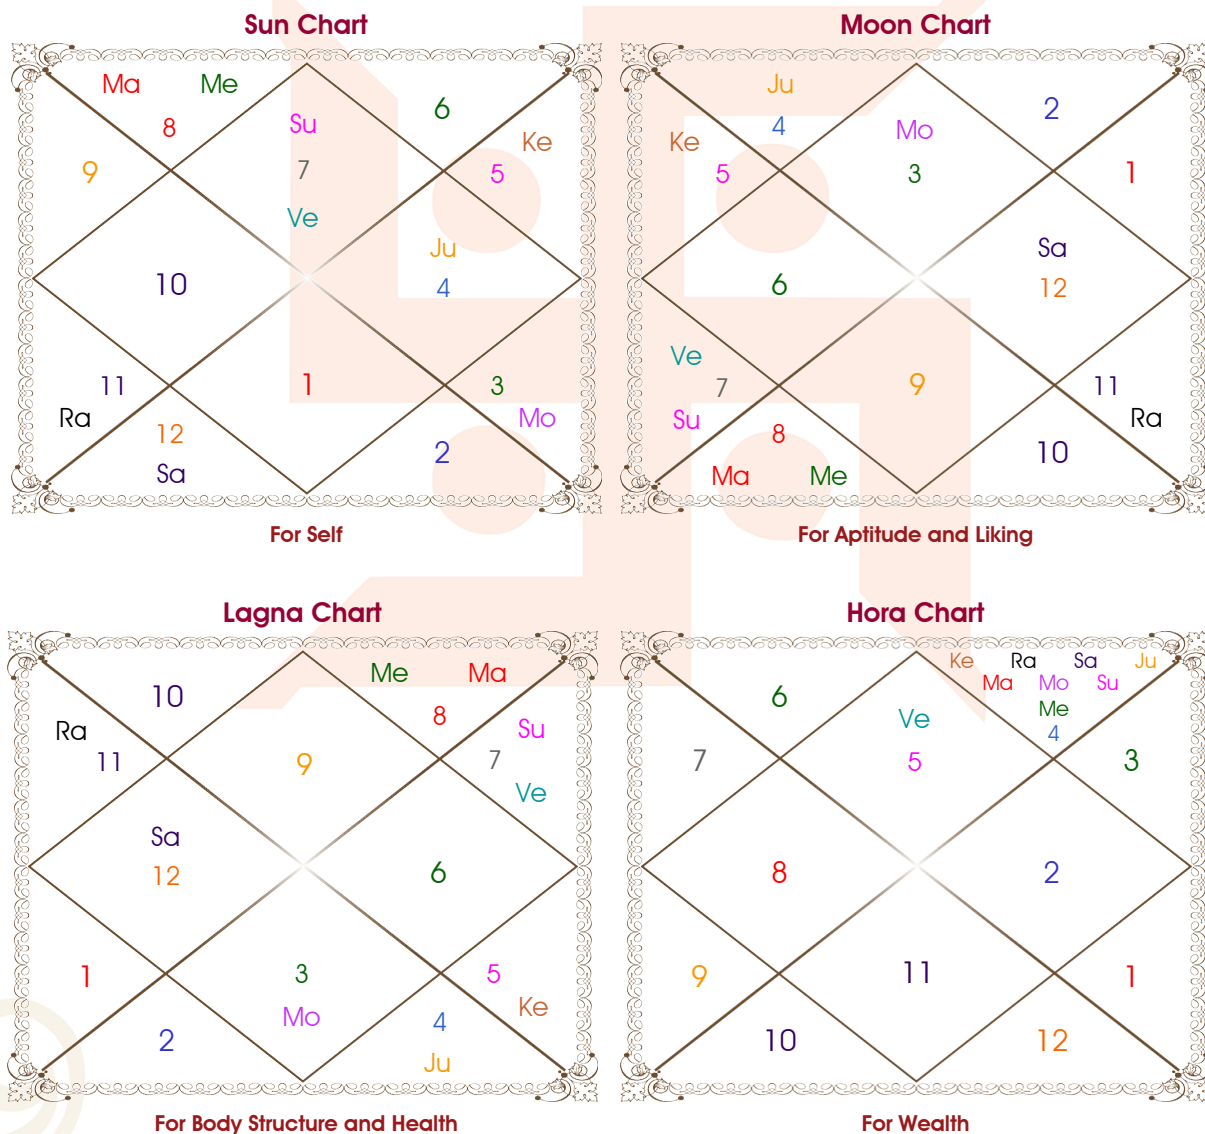 Sun Chart
Ma Me
8
9
Su
7
Ve
6
Ke
5
10
Ju
4
11
Ra
12
Sa
1
3
Mo
2
For Self
Moon Chart
Ju
4
Ke
5
Mo
3
2
1
6
Sa
12
Ve
7
Su
8
Ma Me
9
11
Ra
10
For Aptitude and Liking
Lagna Chart
10
Ra
11
9
Me Ma
8
Su
7
Ve
Sa
12
6
1
2
3
Mo
5
Ke
4
Ju
For Body Structure and Health
Hora Chart
6
7
Ve
5
Ke Ra Sa Ju
Ma Mo Su
Me
4
3
8
2
9
10
11
1
12
For Wealth